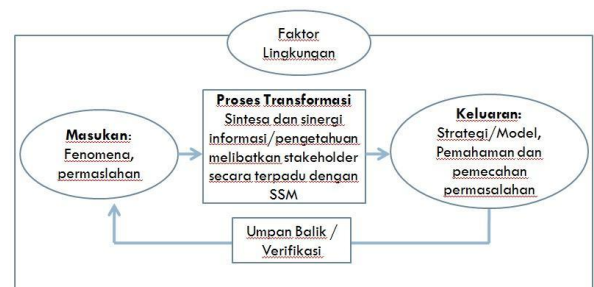 Faktor
Lingkungan
Masukan:
Fenomena,
permaslahan
Proses Transformasi
Sintesa dan sinergi
informasi/pengetahuan
melibatkan stakeholder
secara terpadu dengan
SSM
Keluaran:
Strategi/Model,
Pemahaman dan
pemecahan
permasalahan
Umpan Balik /
Verifikasi